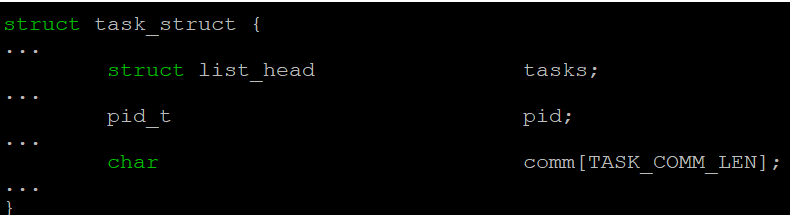 struct task_struct {
...
struct list_head tasks;
...
pid_t pid;
...
char comm[TASK_COMM_LEN];
...
}